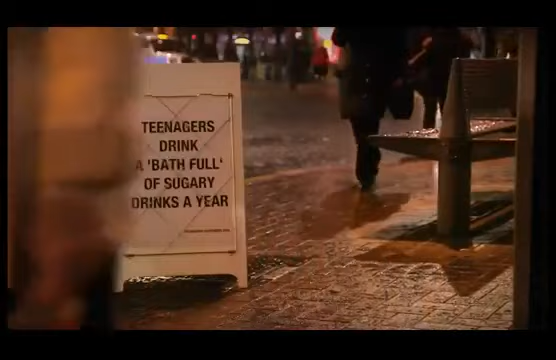 TEENAGERS
DRINK
A 'BATH FULL'
OF SUGARY
DRINKS A YEAR